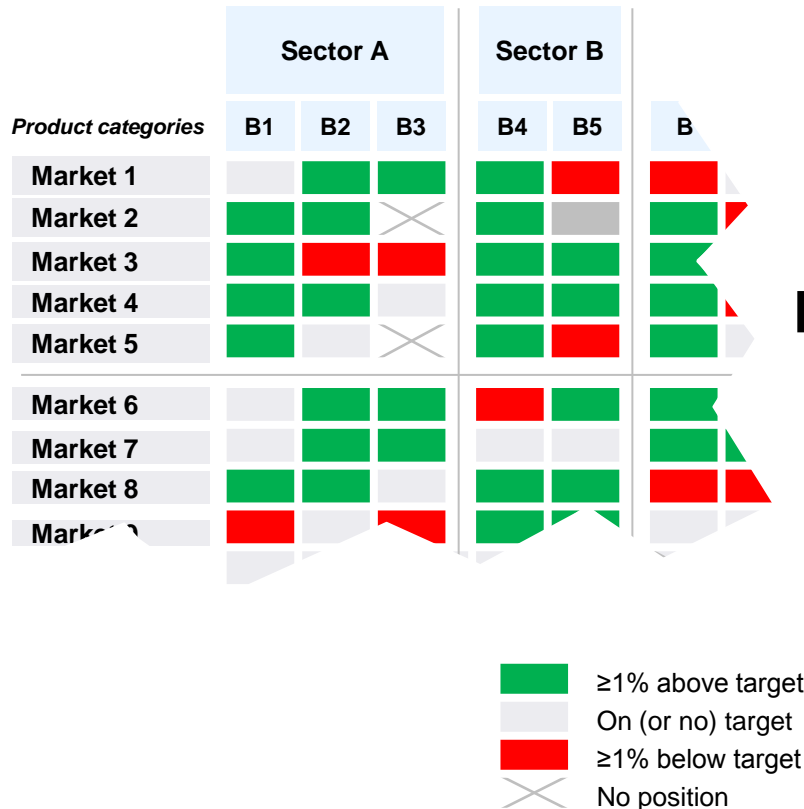 Sector A Sector B
Product categories B1 B2 B3 B4 B5 B
Market 1
Market 2
Market 3
Market 4
Market 5
Market 6
Market 7
Market 8
Market
≥1% above target
On (or no) target
≥1% below target
No position